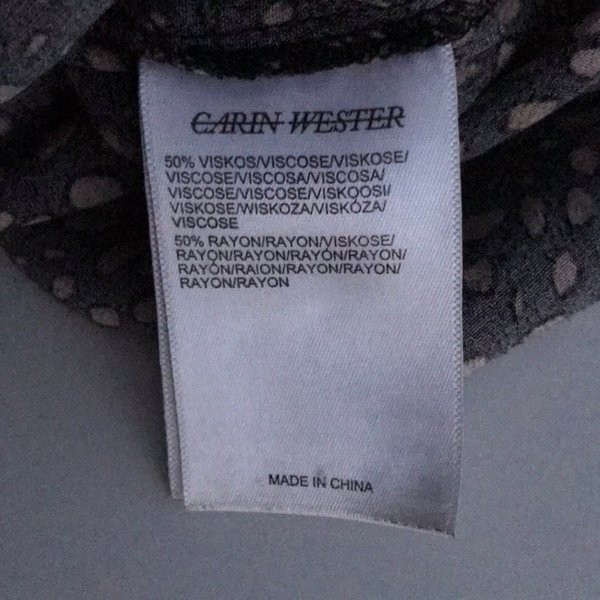 CARIN WESTER
50% VISKOS/VISCOSE/VISKOSE/
VISCOSE/VISCOSA/VISCOSA/
VISCOSE/VISCOSE/VISKOOSI/
VISKOSE/WISKOZA/VISKÓZA/
VISCOSE
50% RAYON/RAYON/VISKOSE/
RAYON/RAYON/RAYÓN/RAYON/
RAYÓN/RAION/RAYON/RAYON/
RAYON/RAYON
MADE IN CHINA